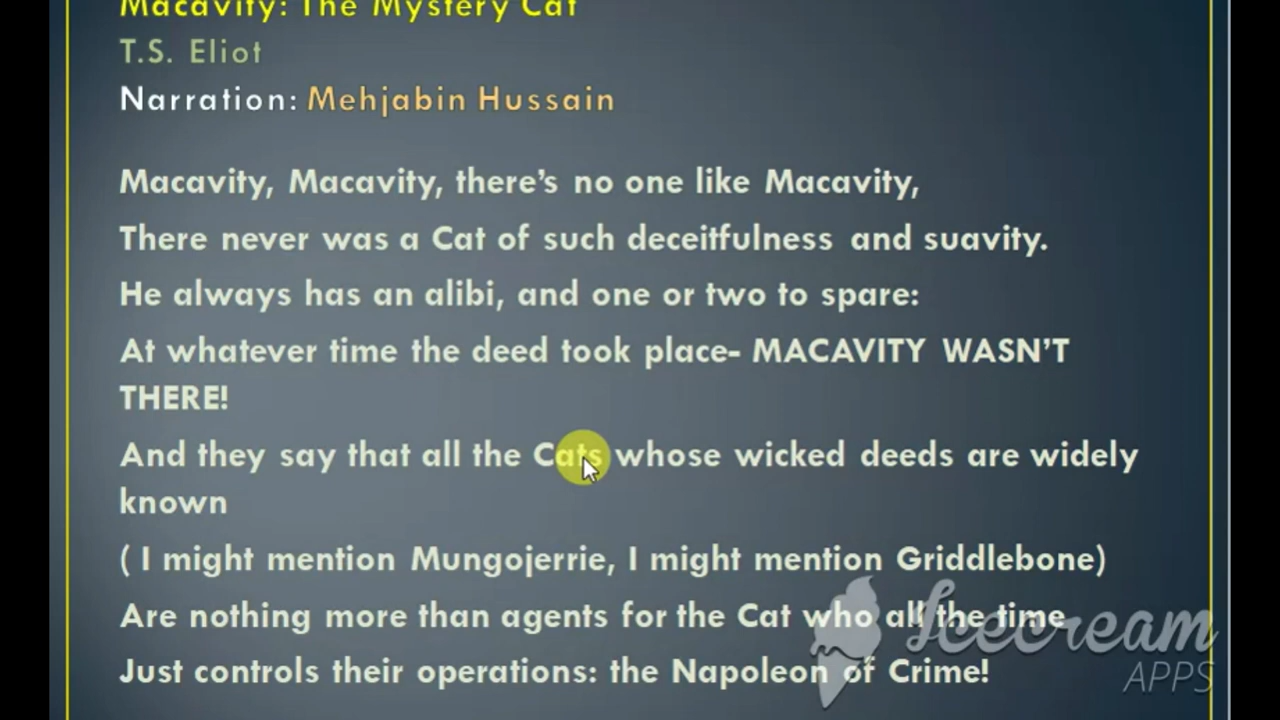 Macavity: The Mystery Cat
T.S. Eliot
Narration: Mehjabin Hussain
Macavity, Macavity, there's no one like Macavity,
There never was a Cat of such deceitfulness and suavity.
He always has an alibi, and one or two to spare:
At whatever time the deed took place- MACAVITY WASN'T
THERE!
And they say that all the Cats whose wicked deeds are widely
known
( I might mention Mungojerrie, I might mention Griddlebone)
Are nothing more than agents for the Cat who all the time
Just controls their operations: the Napoleon of Crime!
Icecream
APPS